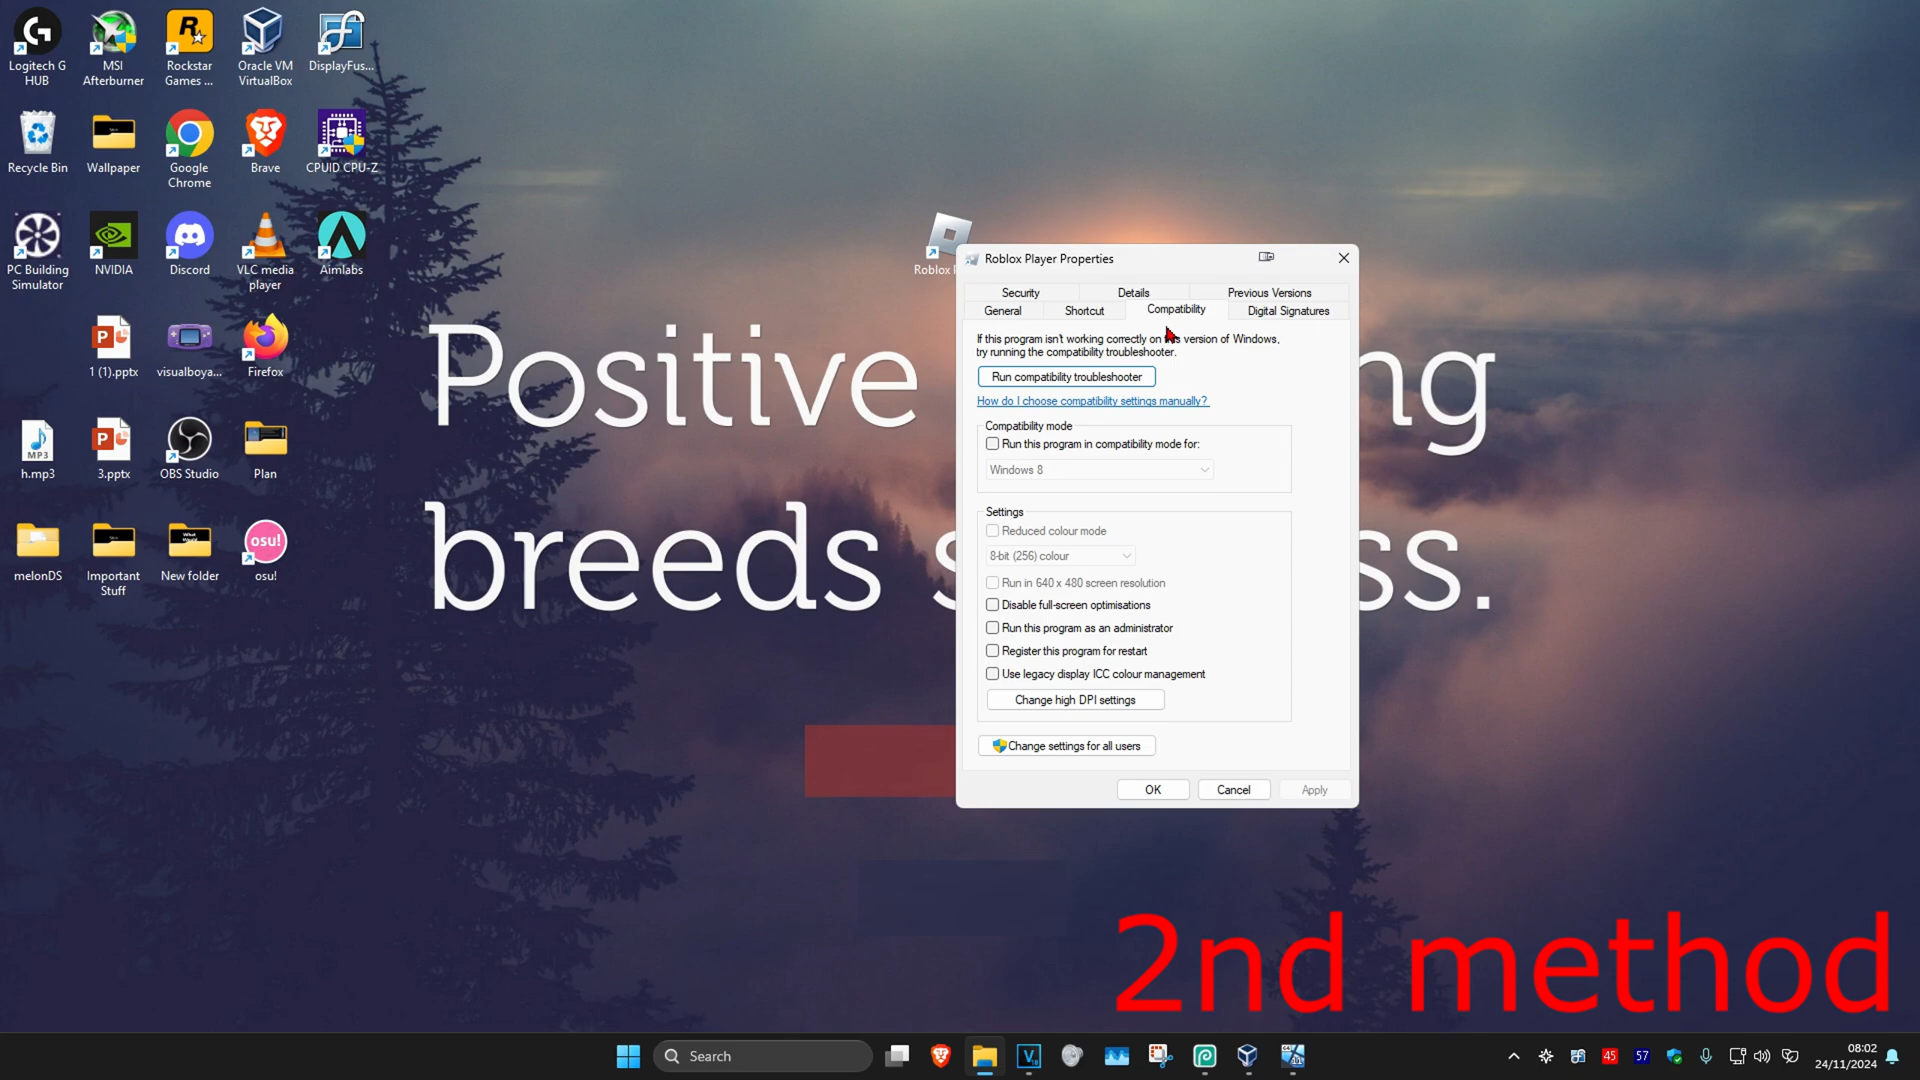 Logitech G
HUB
MSI
Afterburner
Rockstar
Games ...
Oracle VM
VirtualBox
DisplayFus...
Recycle Bin
Wallpaper
Google
Chrome
Brave
CPUID CPU-Z
PC Building
Simulator
NVIDIA
Discord
VLC media
player
Aimlabs
1 (1).pptx
visualboya...
Firefox
MP3
h.mp3
3.pptx
OBS Studio
Plan
melonDS
Important
Stuff
New folder
osu!
osu!
Roblox
Positive
ng
breeds s
ss.
Roblox Player Properties
Security
Details
Previous Versions
General
Shortcut
Compatibility
Digital Signatures
If this program isn't working correctly on this version of Windows,
try running the compatibility troubleshooter.
Run compatibility troubleshooter
How do I choose compatibility settings manually?
Compatibility mode
Run this program in compatibility mode for:
Windows 8
Settings
Reduced colour mode
8-bit (256) colour
Run in 640 x 480 screen resolution
Disable full-screen optimisations
Run this program as an administrator
Register this program for restart
Use legacy display ICC colour management
Change high DPI settings
Change settings for all users
OK
Cancel
Apply
2nd method
Search
45
57
08:02
24/11/2024